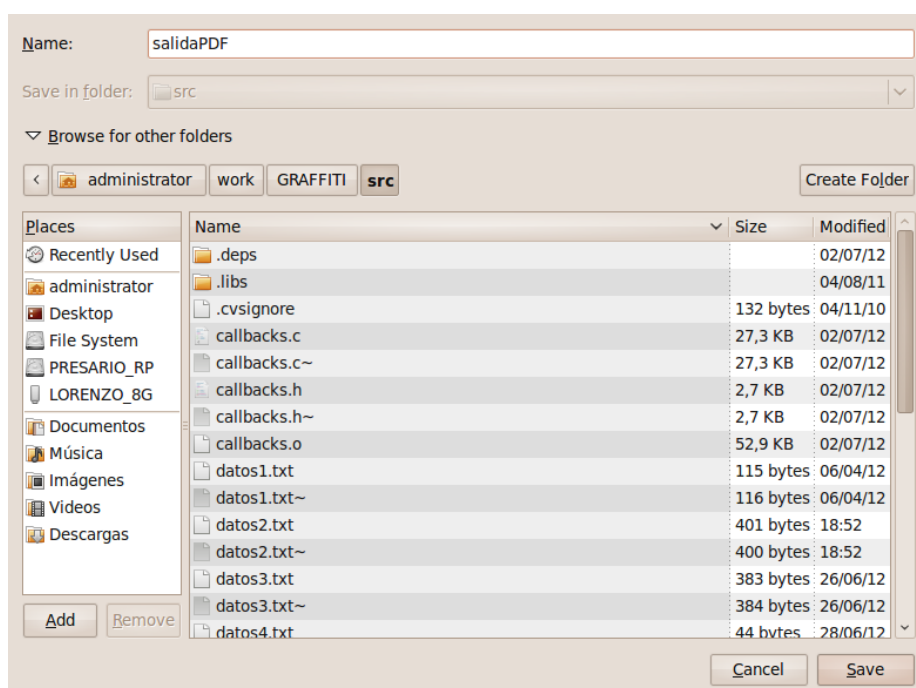 Name: salidaPDF
Save in folder: src
Browse for other folders
administrator work GRAFFITI src Create Folder
Places Name Size Modified
Recently Used .deps 02/07/12
administrator .libs 04/08/11
Desktop .cvsignore 132 bytes 04/11/10
File System callbacks.c 27,3 KB 02/07/12
PRESARIO_RP callbacks.c~ 27,3 KB 02/07/12
LORENZO_8G callbacks.h 2,7 KB 02/07/12
Documentos callbacks.h~ 2,7 KB 02/07/12
Música callbacks.o 52,9 KB 02/07/12
Imágenes datos1.txt 115 bytes 06/04/12
Videos datos1.txt~ 116 bytes 06/04/12
Descargas datos2.txt 401 bytes 18:52
datos2.txt~ 400 bytes 18:52
datos3.txt 383 bytes 26/06/12
datos3.txt~ 384 bytes 26/06/12
Add Remove datos4.txt 44 bytes 28/06/12
Cancel Save